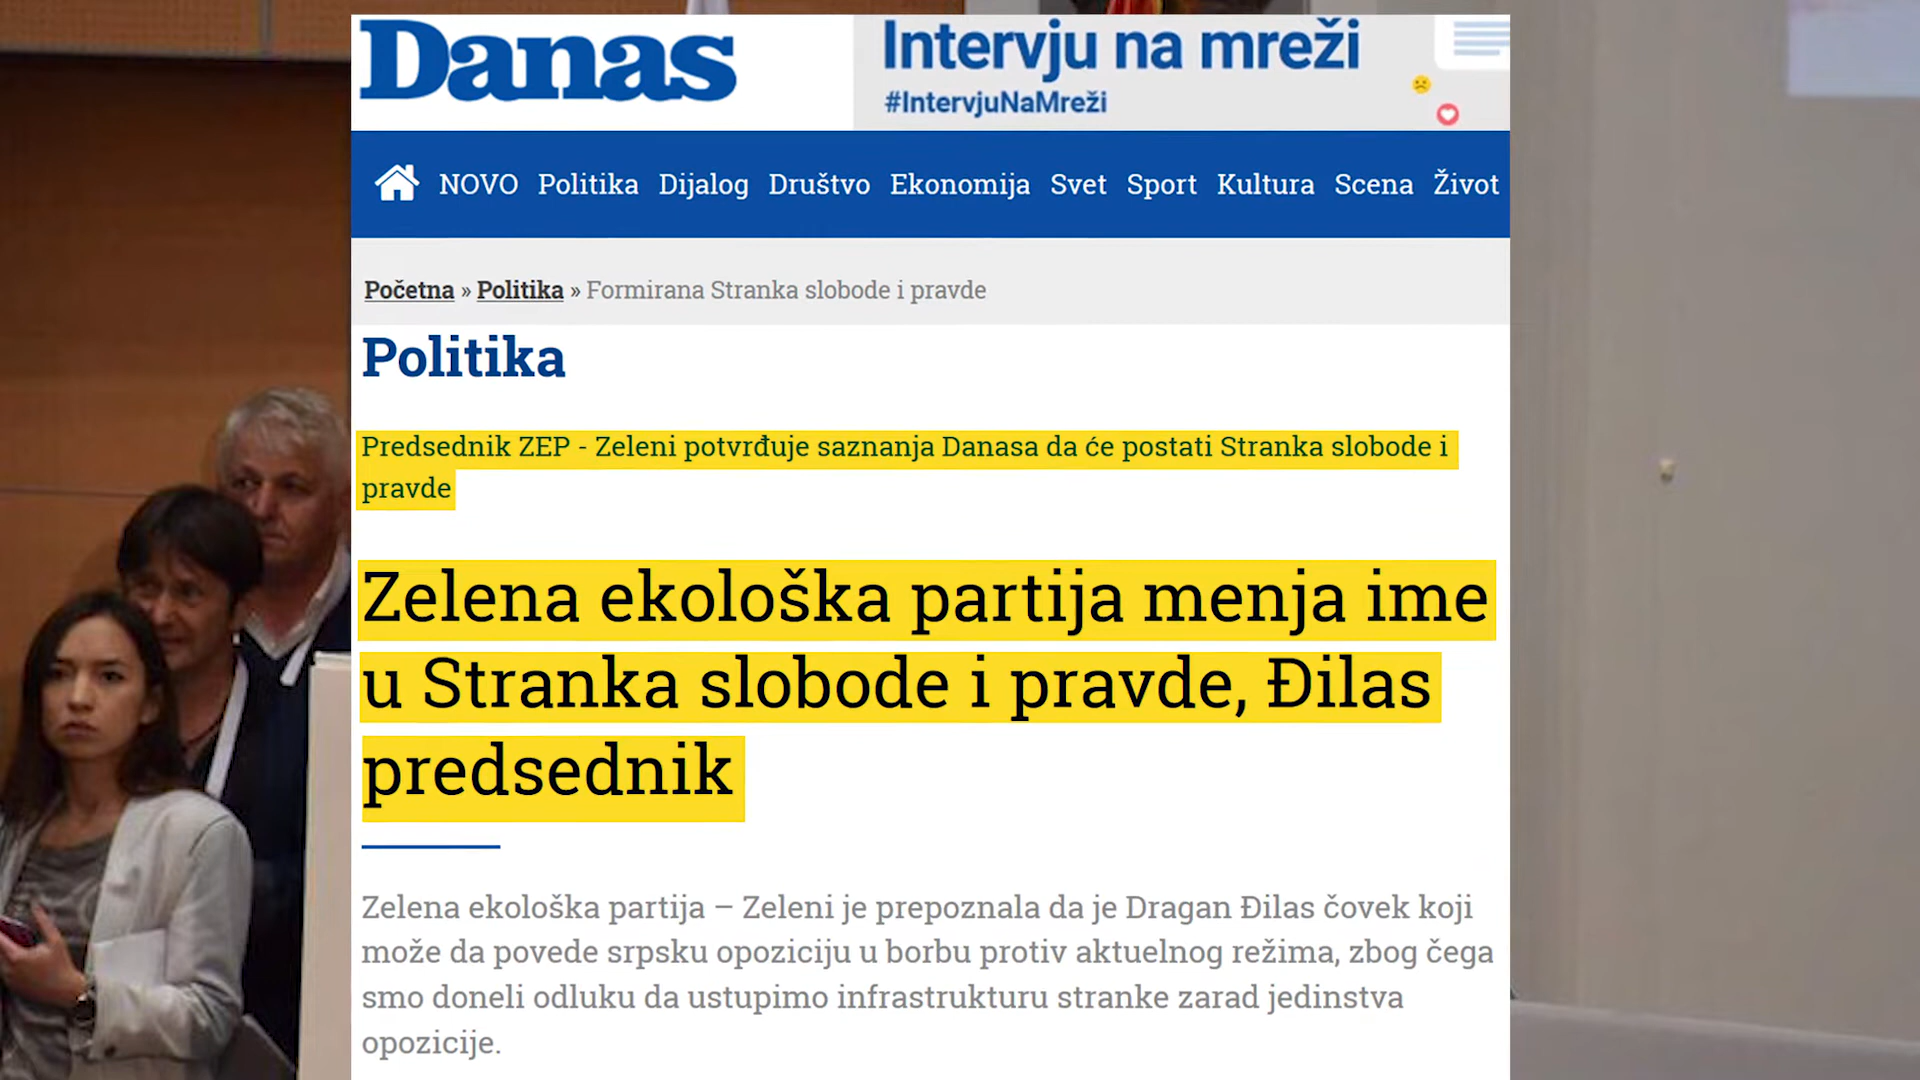 Danas
Intervju na mreži
#IntervjuNaMreži
NOVO Politika Dijalog Društvo Ekonomija Svet Sport Kultura Scena Život
Početna » Politika » Formirana Stranka slobode i pravde
Politika
Predsednik ZEP - Zeleni potvrđuje saznanja Danasa da će postati Stranka slobode i
pravde
Zelena ekološka partija menja ime
u Stranka slobode i pravde, Đilas
predsednik
Zelena ekološka partija – Zeleni je prepoznala da je Dragan Đilas čovek koji
može da povede srpsku opoziciju u borbu protiv aktuelnog režima, zbog čega
smo doneli odluku da ustupimo infrastrukturu stranke zarad jedinstva
opozicije.